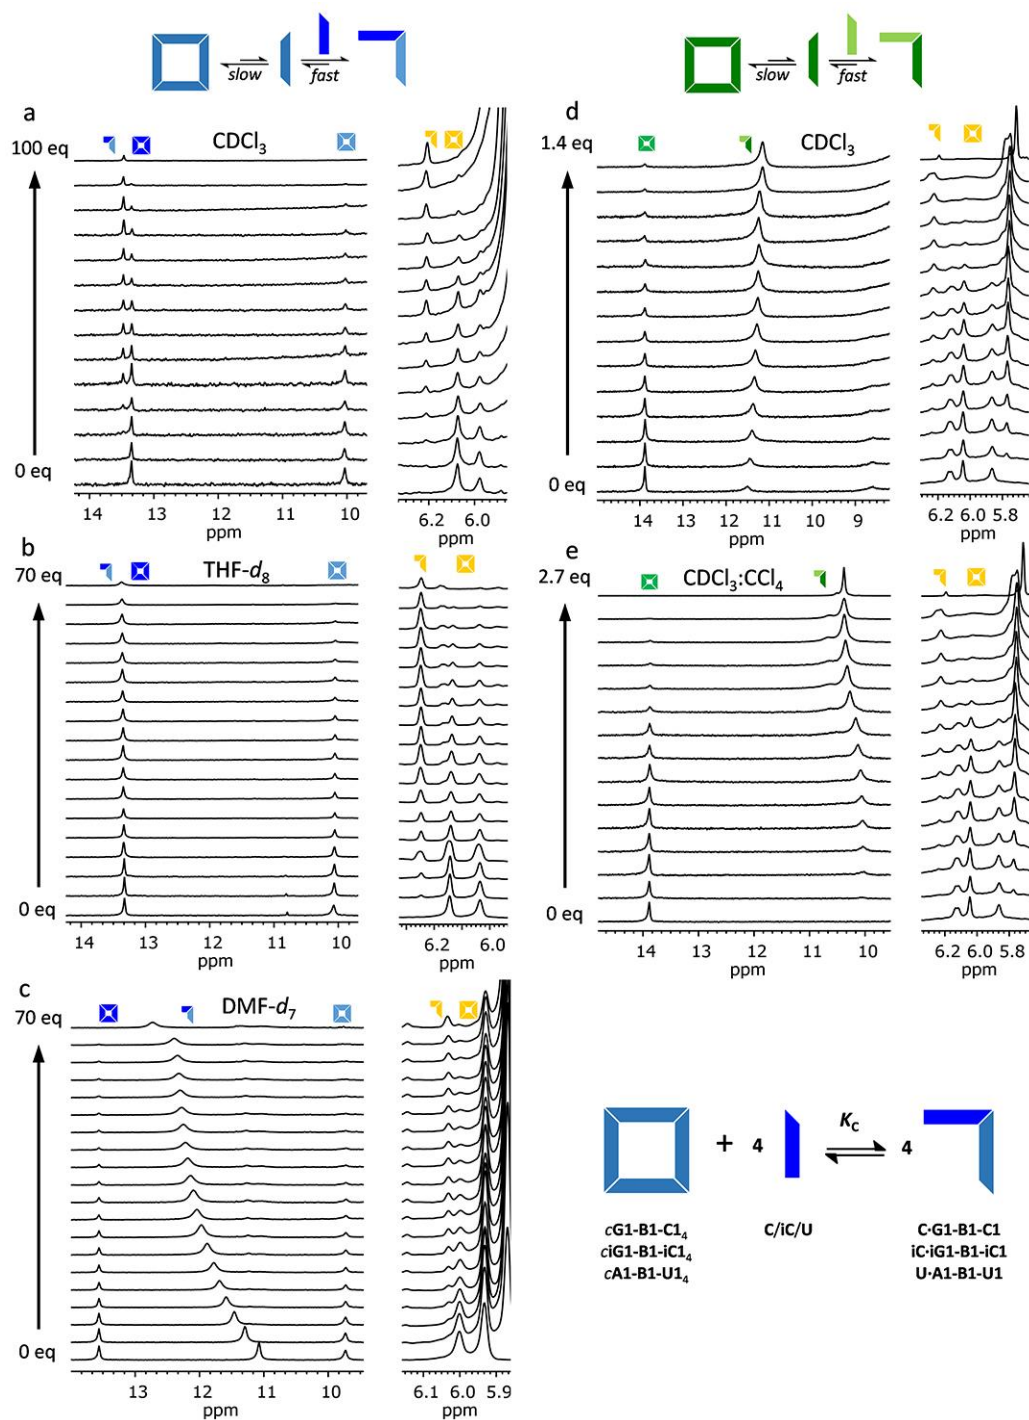 slow fast
slow fast
a
CDCl3
100 eq
0 eq
14 13 12 11 10
ppm
6.2 6.0
ppm
b
THF-d8
70 eq
0 eq
14 13 12 11 10
ppm
6.2 6.0
ppm
c
DMF-d7
70 eq
0 eq
13 12 11 10
ppm
6.1 6.0 5.9
ppm
d
CDCl3
1.4 eq
0 eq
14 13 12 11 10 9
ppm
6.2 6.0 5.8
ppm
e
CDCl3:CCl4
2.7 eq
0 eq
14 13 12 11 10
ppm
6.2 6.0 5.8
ppm
+ 4 KC 4
cG1-B1-C14 C/iC/U C·G1-B1-C1
ciG1-B1-iC14 iC·iG1-B1-iC1
cA1-B1-U14 U·A1-B1-U1